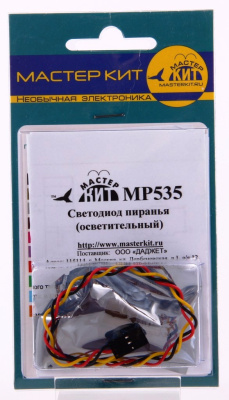 МАСТЕР КИТ
НЕОБЫЧНАЯ ЭЛЕКТРОНИКА
МАСТЕР
КИТ
MASTERKIT.RU
МАСТЕР
КИТ
MP535
Светодиод пиранья
(осветительный)
http://www.masterkit.ru
Поставщик: ООО «ДАДЖЕТ»